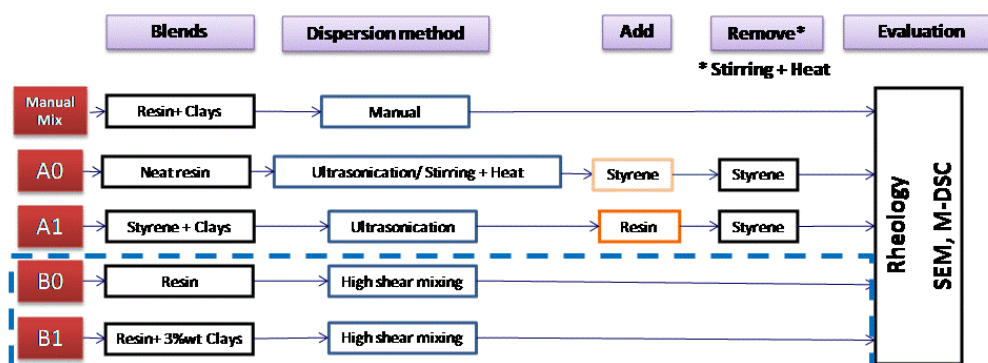 Blends Dispersion method Add Remove* Evaluation
* Stirring + Heat
Manual Mix Resin+ Clays Manual
A0 Neat resin Ultrasonication/ Stirring + Heat Styrene Styrene
A1 Styrene + Clays Ultrasonication Resin Styrene
B0 Resin High shear mixing
B1 Resin+ 3%wt Clays High shear mixing
Rheology
SEM, M-DSC